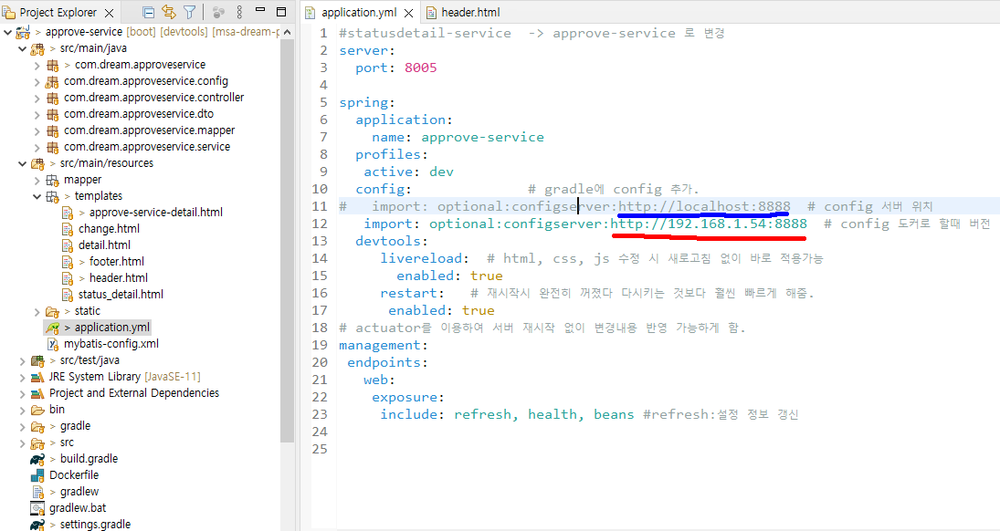 Project Explorer
approve-service [boot] [devtools] [msa-dream-p
src/main/java
com.dream.approveservice
com.dream.approveservice.config
com.dream.approveservice.controller
com.dream.approveservice.dto
com.dream.approveservice.mapper
com.dream.approveservice.service
src/main/resources
mapper
templates
approve-service-detail.html
change.html
detail.html
footer.html
header.html
status_detail.html
static
application.yml
mybatis-config.xml
src/test/java
JRE System Library [JavaSE-11]
Project and External Dependencies
bin
gradle
src
build.gradle
Dockerfile
gradlew
gradlew.bat
settings.gradle
application.yml
header.html
1 #statusdetail-service -> approve-service 로 변경
2 server:
3 port: 8005
4
5 spring:
6 application:
7 name: approve-service
8 profiles:
9 active: dev
10 config: # gradle에 config 추가.
11 # import: optional:configserver:http://localhost:8888 # config 서버 위치
12 import: optional:configserver:http://192.168.1.54:8888 # config 도커로 할때 버전
13 devtools:
14 livereload: # html, css, js 수정 시 새로고침 없이 바로 적용가능
15 enabled: true
16 restart: # 재시작시 완전히 꺼졌다 다시키는 것보다 훨씬 빠르게 해줌.
17 enabled: true
18 # actuator를 이용하여 서버 재시작 없이 변경내용 반영 가능하게 함.
19 management:
20 endpoints:
21 web:
22 exposure:
23 include: refresh, health, beans #refresh:설정 정보 갱신
24
25